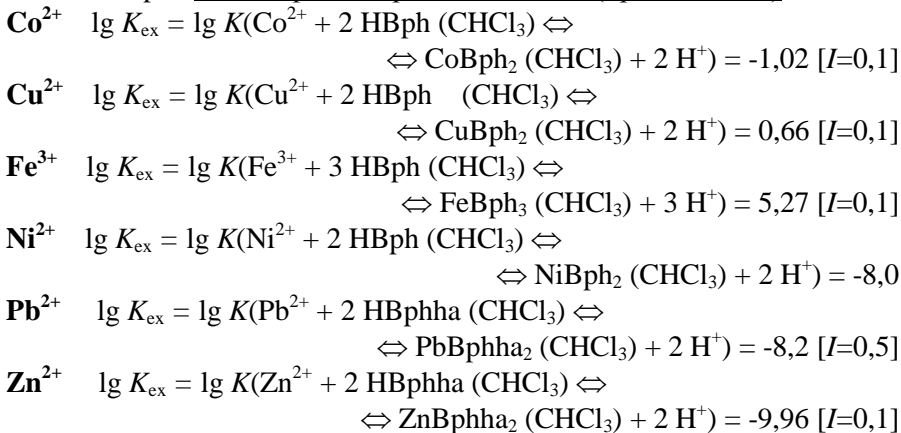 Co²⁺ lg Kₑₓ = lg K(Co²⁺ + 2 HBph (CHCl₃) ⇔
⇔ CoBph₂ (CHCl₃) + 2 H⁺) = -1,02 [I=0,1]
Cu²⁺ lg Kₑₓ = lg K(Cu²⁺ + 2 HBph (CHCl₃) ⇔
⇔ CuBph₂ (CHCl₃) + 2 H⁺) = 0,66 [I=0,1]
Fe³⁺ lg Kₑₓ = lg K(Fe³⁺ + 3 HBph (CHCl₃) ⇔
⇔ FeBph₃ (CHCl₃) + 3 H⁺) = 5,27 [I=0,1]
Ni²⁺ lg Kₑₓ = lg K(Ni²⁺ + 2 HBph (CHCl₃) ⇔
⇔ NiBph₂ (CHCl₃) + 2 H⁺) = -8,0
Pb²⁺ lg Kₑₓ = lg K(Pb²⁺ + 2 HBphha (CHCl₃) ⇔
⇔ PbBphha₂ (CHCl₃) + 2 H⁺) = -8,2 [I=0,5]
Zn²⁺ lg Kₑₓ = lg K(Zn²⁺ + 2 HBphha (CHCl₃) ⇔
⇔ ZnBphha₂ (CHCl₃) + 2 H⁺) = -9,96 [I=0,1]